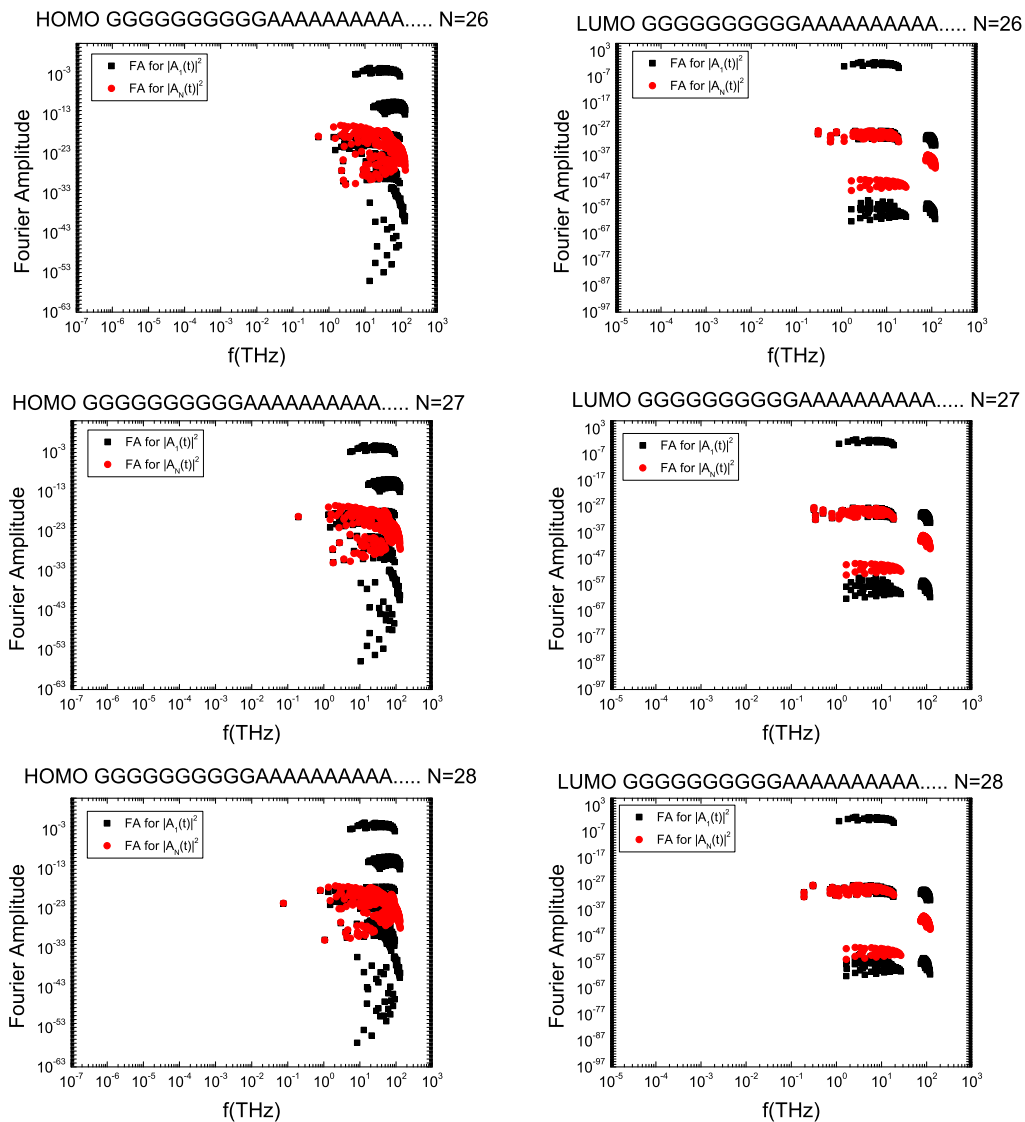 HOMO GGGGGGGGGGAAAAAAAAAA..... N=26
FA for |A₁(t)|²
FA for |A_N(t)|²
Fourier Amplitude
10⁻³
10⁻¹³
10⁻²³
10⁻³³
10⁻⁴³
10⁻⁵³
10⁻⁶³
10⁻⁷ 10⁻⁶ 10⁻⁵ 10⁻⁴ 10⁻³ 10⁻² 10⁻¹ 10⁰ 10¹ 10² 10³
f(THz)
LUMO GGGGGGGGGGAAAAAAAAAA..... N=26
FA for |A₁(t)|²
FA for |A_N(t)|²
Fourier Amplitude
10³
10⁻⁷
10⁻¹⁷
10⁻²⁷
10⁻³⁷
10⁻⁴⁷
10⁻⁵⁷
10⁻⁶⁷
10⁻⁷⁷
10⁻⁸⁷
10⁻⁹⁷
10⁻⁵ 10⁻⁴ 10⁻³ 10⁻² 10⁻¹ 10⁰ 10¹ 10² 10³
f(THz)
HOMO GGGGGGGGGGAAAAAAAAAA..... N=27
FA for |A₁(t)|²
FA for |A_N(t)|²
Fourier Amplitude
10⁻³
10⁻¹³
10⁻²³
10⁻³³
10⁻⁴³
10⁻⁵³
10⁻⁶³
10⁻⁷ 10⁻⁶ 10⁻⁵ 10⁻⁴ 10⁻³ 10⁻² 10⁻¹ 10⁰ 10¹ 10² 10³
f(THz)
LUMO GGGGGGGGGGAAAAAAAAAA..... N=27
FA for |A₁(t)|²
FA for |A_N(t)|²
Fourier Amplitude
10³
10⁻⁷
10⁻¹⁷
10⁻²⁷
10⁻³⁷
10⁻⁴⁷
10⁻⁵⁷
10⁻⁶⁷
10⁻⁷⁷
10⁻⁸⁷
10⁻⁹⁷
10⁻⁵ 10⁻⁴ 10⁻³ 10⁻² 10⁻¹ 10⁰ 10¹ 10² 10³
f(THz)
HOMO GGGGGGGGGGAAAAAAAAAA..... N=28
FA for |A₁(t)|²
FA for |A_N(t)|²
Fourier Amplitude
10⁻³
10⁻¹³
10⁻²³
10⁻³³
10⁻⁴³
10⁻⁵³
10⁻⁶³
10⁻⁷ 10⁻⁶ 10⁻⁵ 10⁻⁴ 10⁻³ 10⁻² 10⁻¹ 10⁰ 10¹ 10² 10³
f(THz)
LUMO GGGGGGGGGGAAAAAAAAAA..... N=28
FA for |A₁(t)|²
FA for |A_N(t)|²
Fourier Amplitude
10³
10⁻⁷
10⁻¹⁷
10⁻²⁷
10⁻³⁷
10⁻⁴⁷
10⁻⁵⁷
10⁻⁶⁷
10⁻⁷⁷
10⁻⁸⁷
10⁻⁹⁷
10⁻⁵ 10⁻⁴ 10⁻³ 10⁻² 10⁻¹ 10⁰ 10¹ 10² 10³
f(THz)